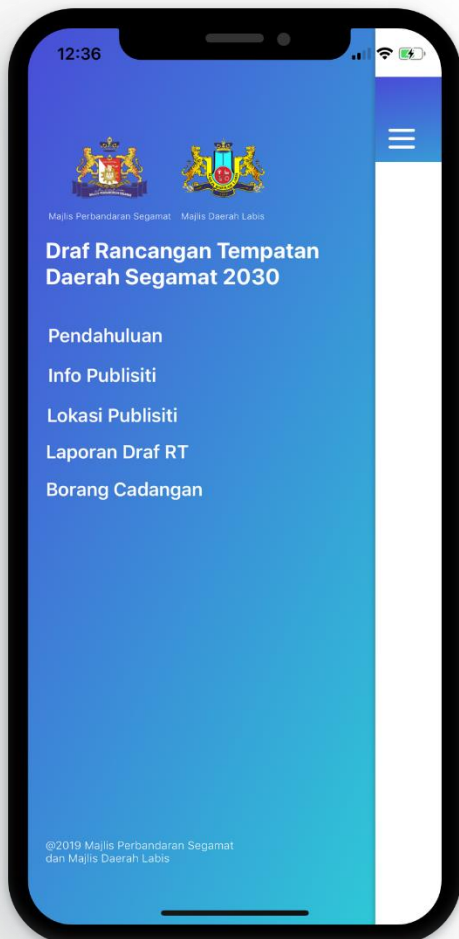 12:36
Majlis Perbandaran Segamat Majlis Daerah Labis
Draf Rancangan Tempatan
Daerah Segamat 2030
Pendahuluan
Info Publisiti
Lokasi Publisiti
Laporan Draf RT
Borang Cadangan
@2019 Majlis Perbandaran Segamat
dan Majlis Daerah Labis